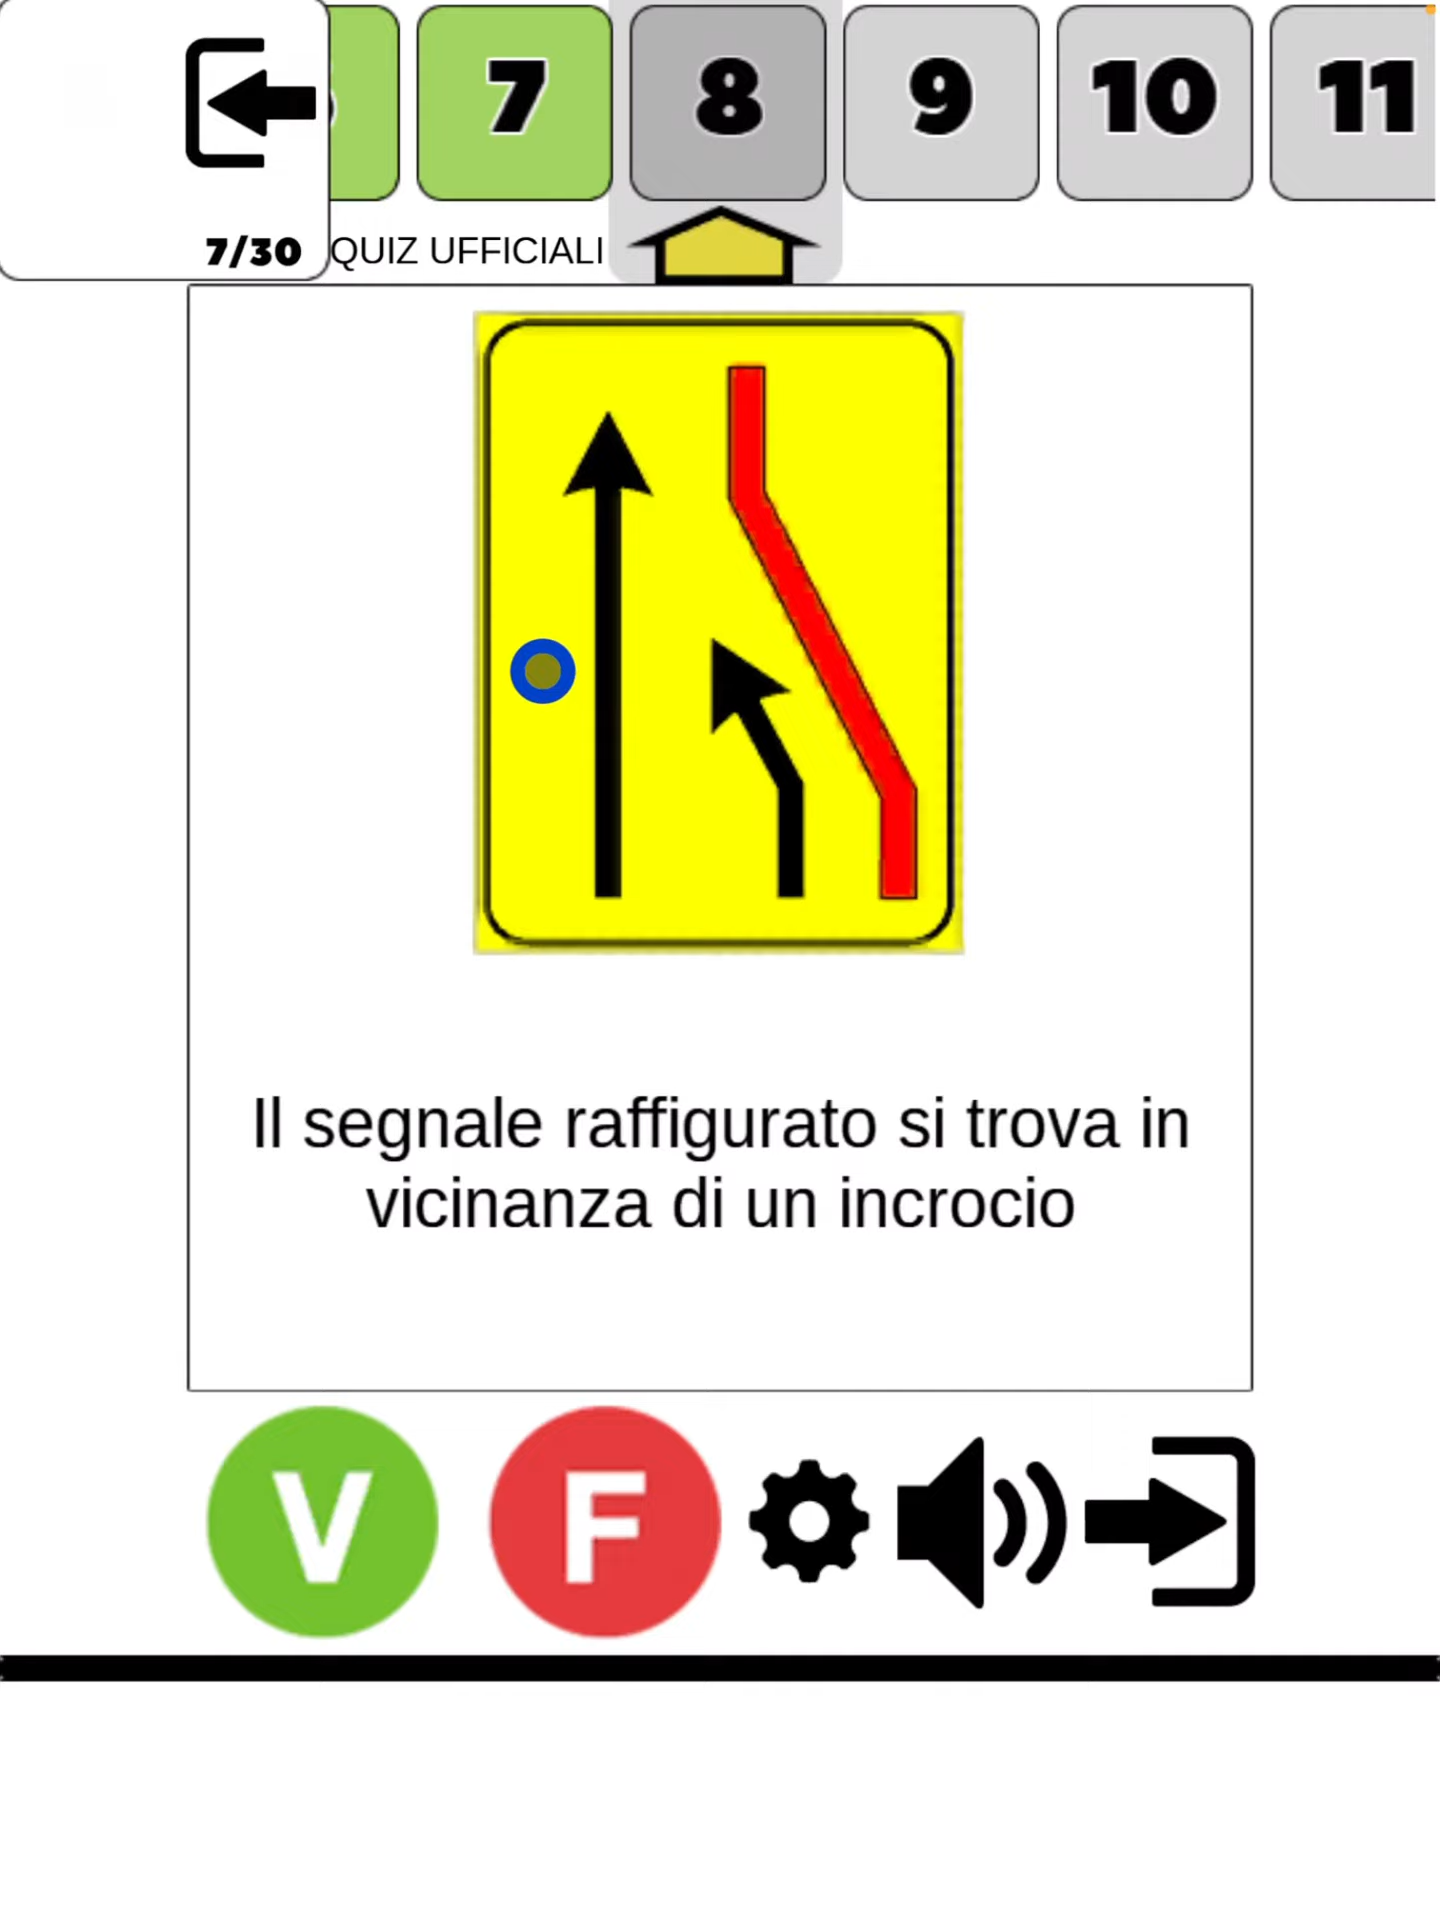 7
8
9
10
11
7/30
QUIZ UFFICIALI
Il segnale raffigurato si trova in
vicinanza di un incrocio
V
F